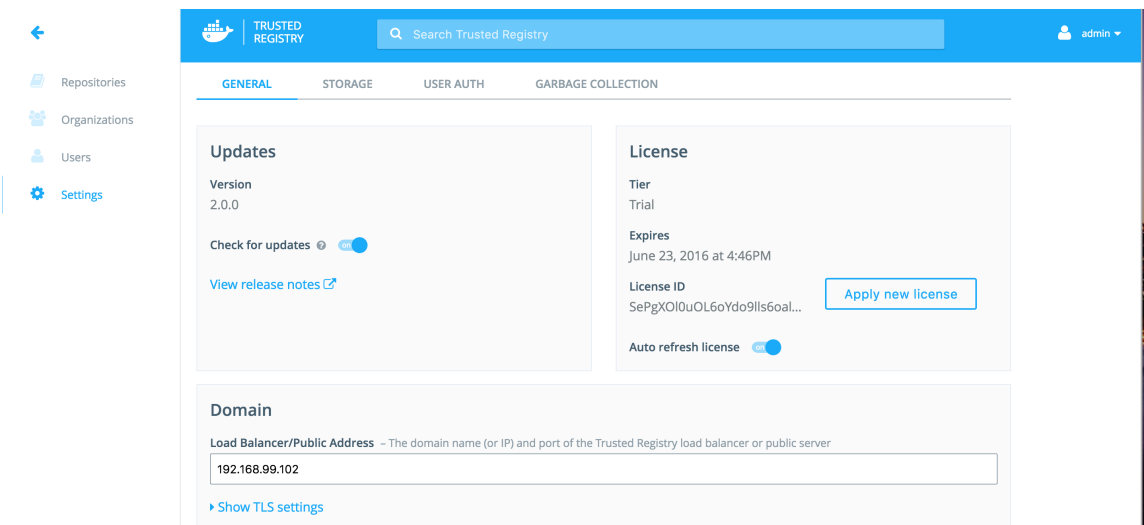 TRUSTED
REGISTRY
Search Trusted Registry
admin
Repositories
Organizations
Users
Settings
GENERAL STORAGE USER AUTH GARBAGE COLLECTION
Updates
Version
2.0.0
Check for updates ?
on
View release notes
License
Tier
Trial
Expires
June 23, 2016 at 4:46PM
License ID
Apply new license
Auto refresh license
on
Domain
Load Balancer/Public Address – The domain name (or IP) and port of the Trusted Registry load balancer or public server
192.168.99.102
Show TLS settings